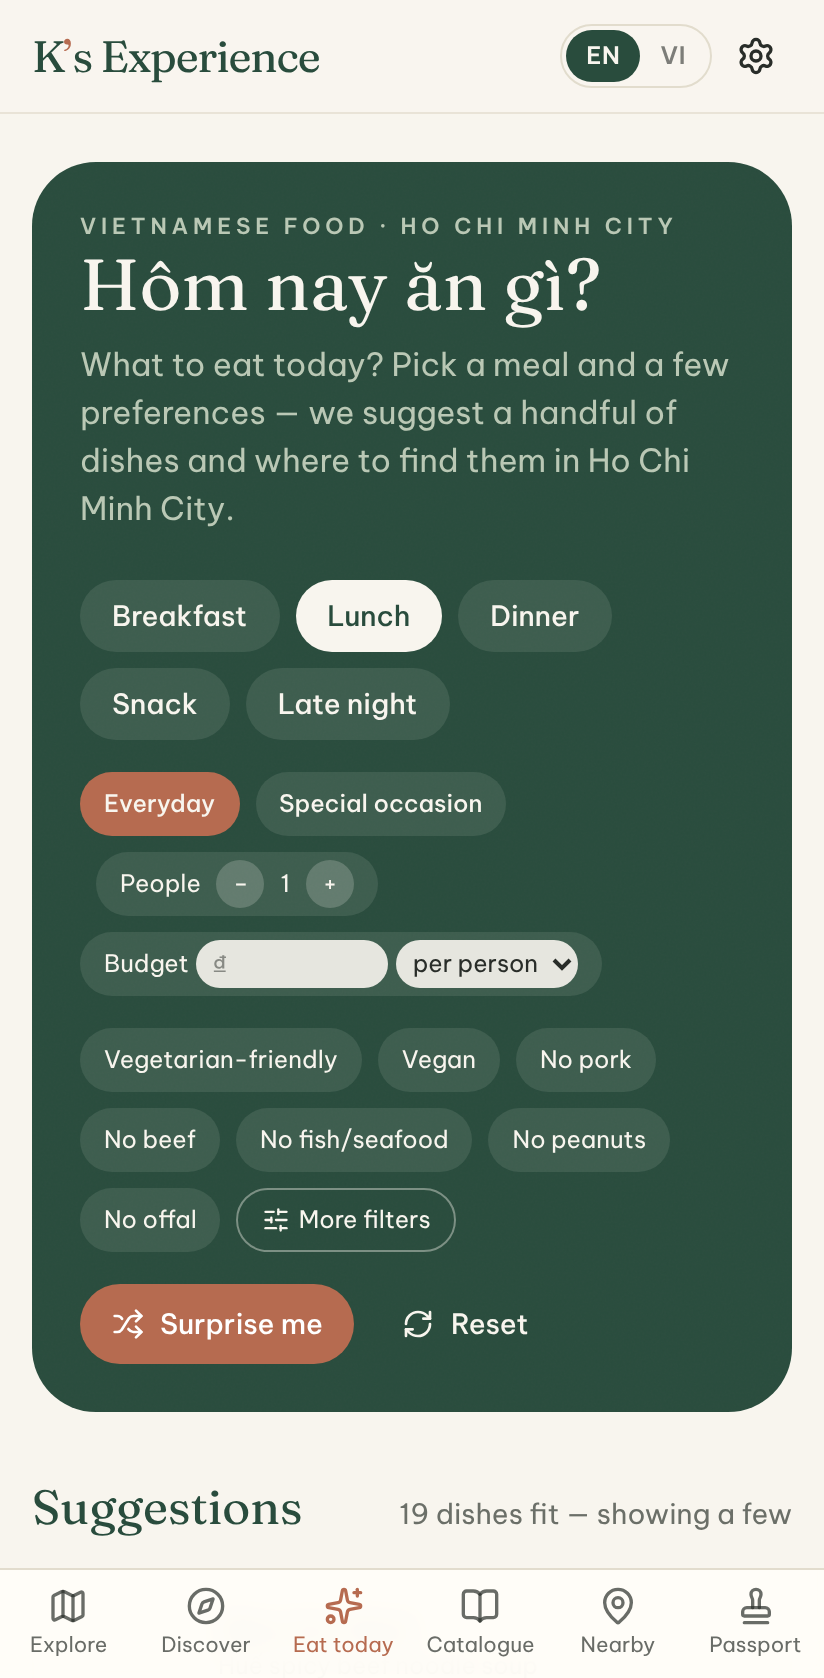 K's Experience
EN VI
VIETNAMESE FOOD · HO CHI MINH CITY
Hôm nay ăn gì?
What to eat today? Pick a meal and a few
preferences — we suggest a handful of
dishes and where to find them in Ho Chi
Minh City.
Breakfast Lunch Dinner
Snack Late night
Everyday Special occasion
People − 1 +
Budget ₫ per person
Vegetarian-friendly Vegan No pork
No beef No fish/seafood No peanuts
No offal More filters
Surprise me Reset
Suggestions 19 dishes fit — showing a few
Explore Discover Eat today Catalogue Nearby Passport